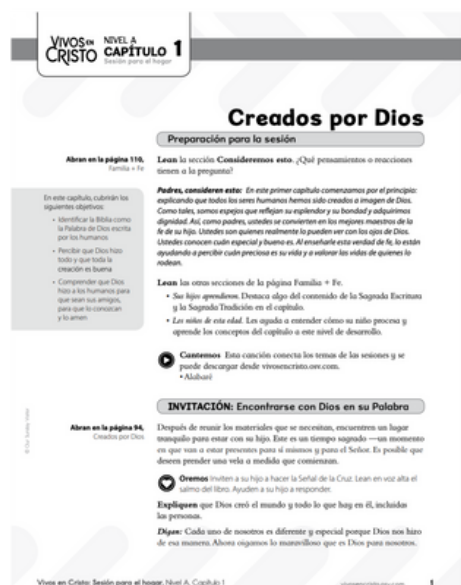 VIVOS EN CRISTO
NIVEL A
CAPÍTULO 1
Sesión para el hogar
Creados por Dios
Preparación para la sesión
Abran en la página 110,
Familia + Fe
Lean la sección Consideremos esto. ¿Qué pensamientos o reacciones
tienen a la pregunta?
En este capítulo, cubrirán los
siguientes objetivos:
• Identificar la Biblia como
la Palabra de Dios escrita
por los humanos
• Percibir que Dios hizo
todo y que toda la
creación es buena
• Comprender que Dios
hizo a los humanos para
que sean sus amigos,
para que lo conozcan
y lo amen
Padres, consideren esto: En este primer capítulo comenzamos por el principio:
explicando que todos los seres humanos hemos sido creados a imagen de Dios.
Como tales, somos espejos que reflejan su esplendor y su bondad y adquirimos
dignidad. Así, como padres, ustedes se convierten en los mejores maestros de la
fe de su hijo. Ustedes son quienes realmente lo pueden ver con los ojos de Dios.
Ustedes conocen cuán especial y bueno es. Al enseñarle esta verdad de fe, lo están
ayudando a percibir cuán preciosa es su vida y a valorar las vidas de quienes lo
rodean.
Lean las otras secciones de la página Familia + Fe.
• Sus hijos aprendieron. Destaca algo del contenido de la Sagrada Escritura
y la Sagrada Tradición en el capítulo.
• Los niños de esta edad. Les ayuda a entender cómo su niño procesa y
aprende los conceptos del capítulo a este nivel de desarrollo.
Cantemos Esta canción conecta los temas de las sesiones y se
puede descargar desde vivosencristo.osv.com.
• Alabaré
INVITACIÓN: Encontrarse con Dios en su Palabra
Abran en la página 94,
Creados por Dios
Después de reunir los materiales que se necesitan, encuentren un lugar
tranquilo para estar con su hijo. Este es un tiempo sagrado —un momento
en que van a estar presentes para sí mismos y para el Señor. Es posible que
deseen prender una vela a medida que comienzan.
Oremos Inviten a su hijo a hacer la Señal de la Cruz. Lean en voz alta el
salmo del libro. Ayuden a su hijo a responder.
Expliquen que Dios creó el mundo y todo lo que hay en él, incluidas
las personas.
Digan: Cada uno de nosotros es diferente y especial porque Dios nos hizo
de esa manera. Ahora oigamos lo maravilloso que es Dios para nosotros.
© Our Sunday Visitor
Vivos en Cristo: Sesión para el hogar, Nivel A, Capítulo 1
vivosencristo.osv.com
1